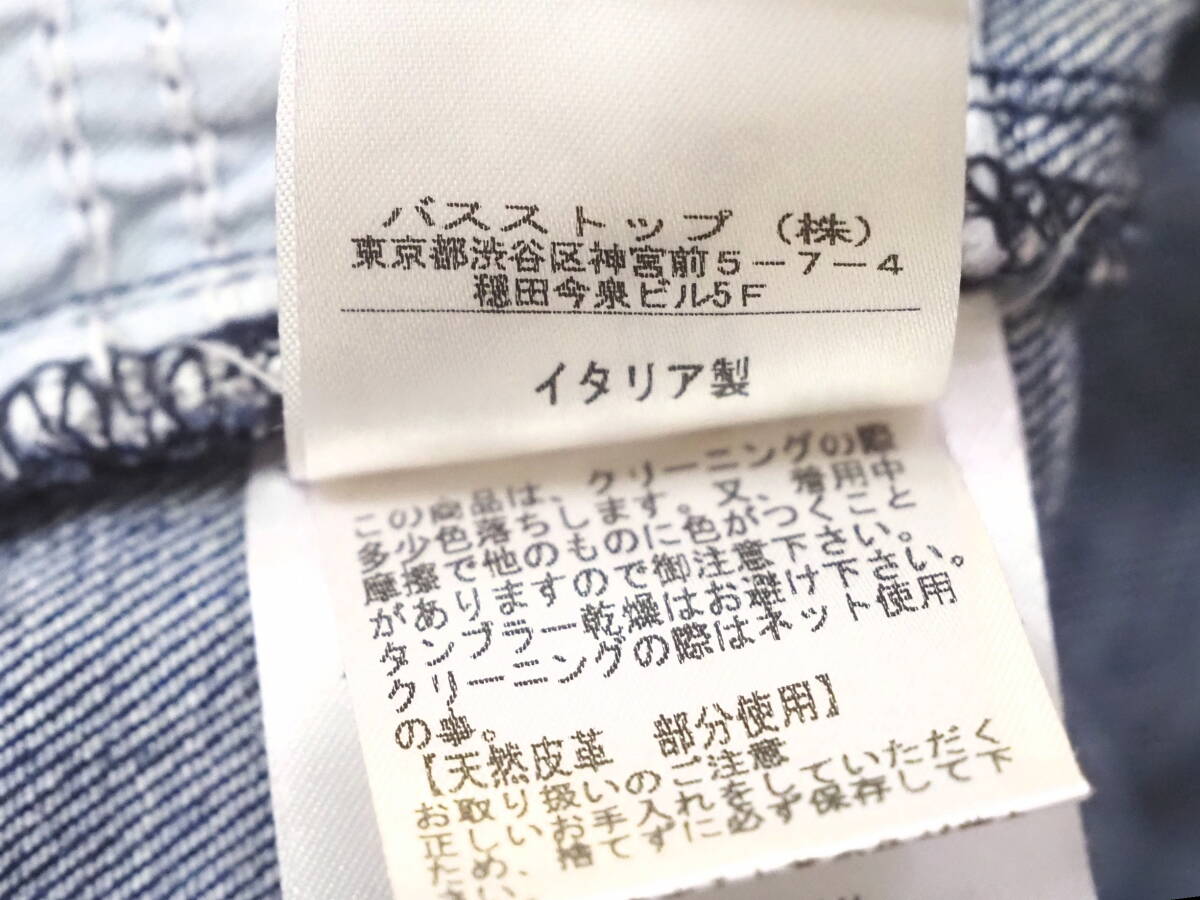 バスストップ (株)
東京都渋谷区神宮前5-7-4
穏田今泉ビル5F
イタリア製
この商品は、クリーニングの際
多少色落ちします。又、着用中
摩擦で他のものに色がつくこと
がありますので御注意下さい。
タンブラー乾燥はお避け下さい。
クリーニングの際はネット使用
の事。
【天然皮革 部分使用】
お取り扱いのご注意
正しいお手入れをしていただく
ため、捨てずに必ず保存して下
さい。